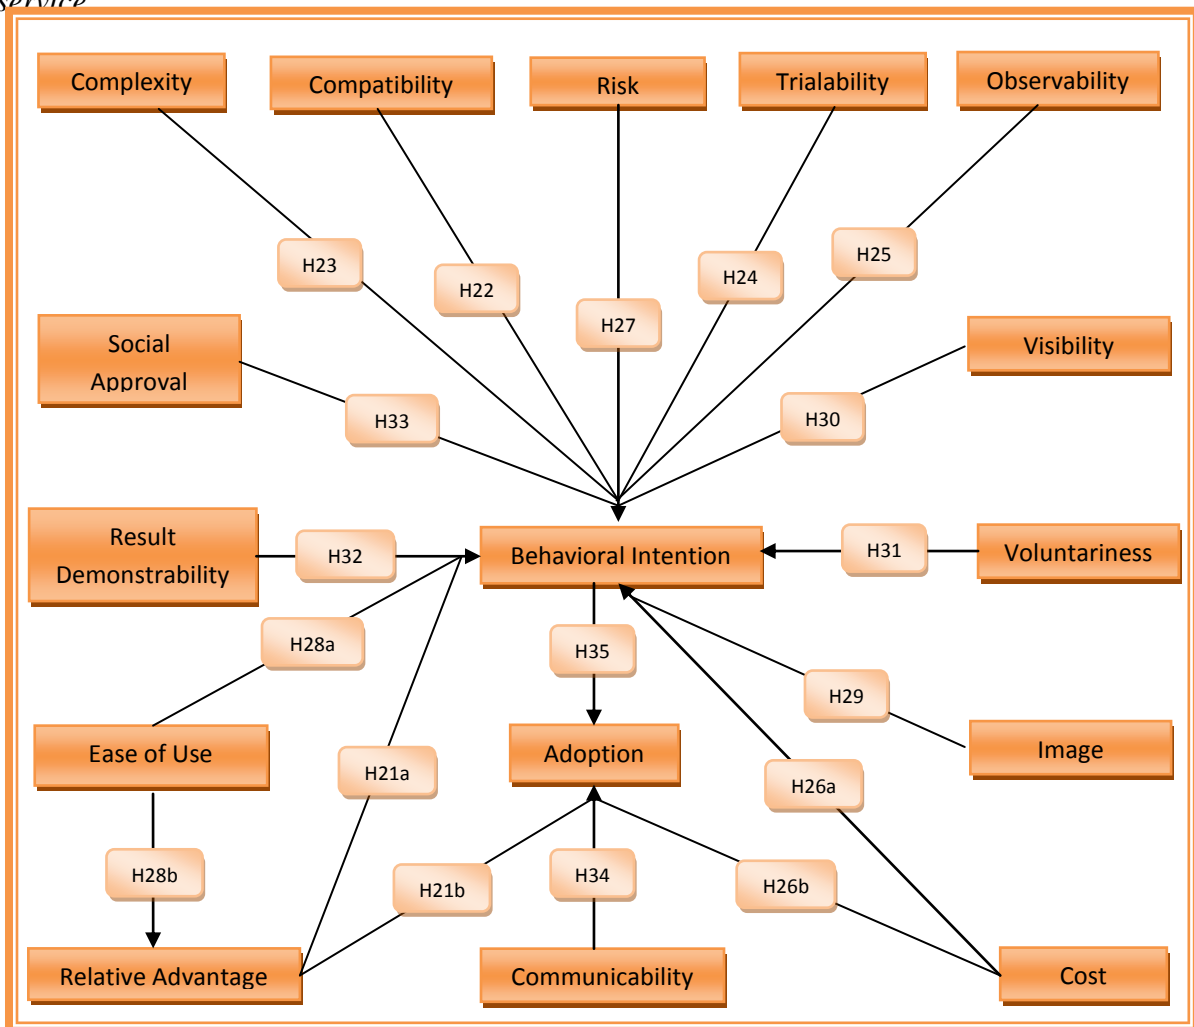 service
Complexity
Compatibility
Risk
Trialability
Observability
H23
H22
H27
H24
H25
Social
Approval
Visibility
H33
H30
Result
Demonstrability
H32
Behavioral Intention
H31
Voluntariness
H28a
H35
H29
Ease of Use
H21a
Adoption
H26a
Image
H28b
H21b
H34
H26b
Relative Advantage
Communicability
Cost